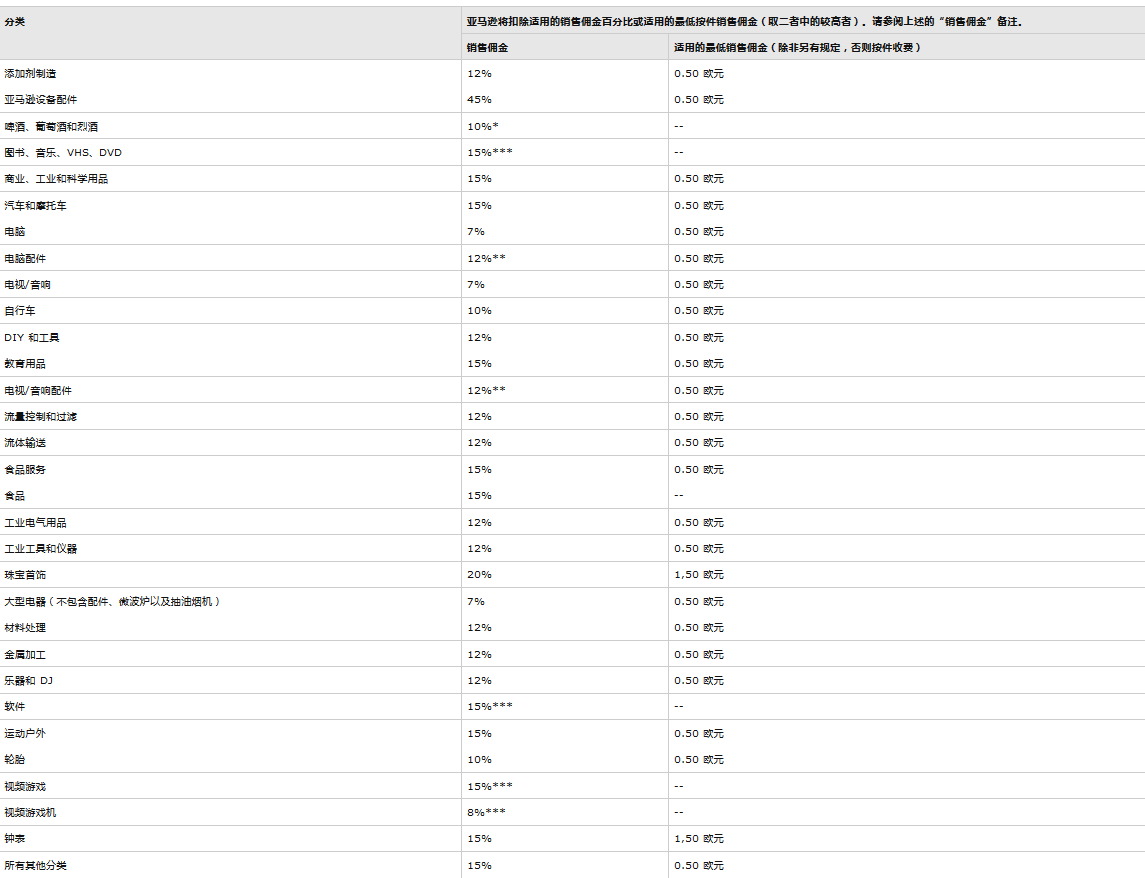 分类
亚马逊将扣除适用的销售佣金百分比或适用的最低按件销售佣金（取二者中的较高者）。请参阅上述的“销售佣金”备注。
销售佣金 适用的最低销售佣金（除非另有规定，否则按件收费）
添加剂制造 12% 0.50 欧元
亚马逊设备配件 45% 0.50 欧元
啤酒、葡萄酒和烈酒 10%* --
图书、音乐、VHS、DVD 15%*** --
商业、工业和科学用品 15% 0.50 欧元
汽车和摩托车 15% 0.50 欧元
电脑 7% 0.50 欧元
电脑配件 12%** 0.50 欧元
电视/音响 7% 0.50 欧元
自行车 10% 0.50 欧元
DIY 和工具 12% 0.50 欧元
教育用品 15% 0.50 欧元
电视/音响配件 12%** 0.50 欧元
流量控制和过滤 12% 0.50 欧元
流体输送 12% 0.50 欧元
食品服务 15% 0.50 欧元
食品 15% --
工业电气用品 12% 0.50 欧元
工业工具和仪器 12% 0.50 欧元
珠宝首饰 20% 1,50 欧元
大型电器（不包含配件、微波炉以及抽油烟机） 7% 0.50 欧元
材料处理 12% 0.50 欧元
金属加工 12% 0.50 欧元
乐器和 DJ 12% 0.50 欧元
软件 15%*** --
运动户外 15% 0.50 欧元
轮胎 10% 0.50 欧元
视频游戏 15%*** --
视频游戏机 8%*** --
钟表 15% 1,50 欧元
所有其他分类 15% 0.50 欧元